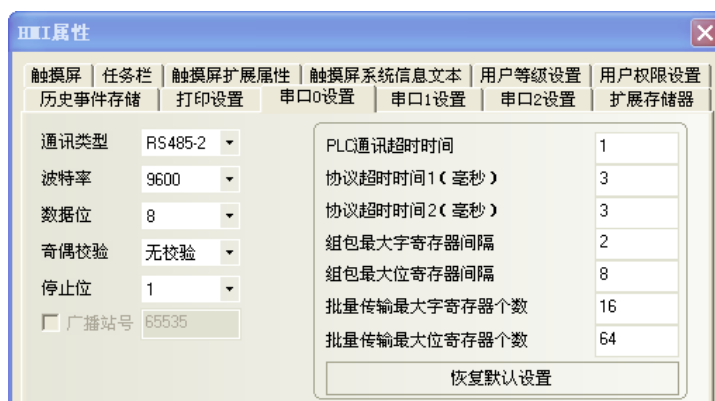 HMI属性
触摸屏 任务栏 触摸屏扩展属性 触摸屏系统信息文本 用户等级设置 用户权限设置
历史事件存储 打印设置 串口0设置 串口1设置 串口2设置 扩展存储器
通讯类型 RS485-2
波特率 9600
数据位 8
奇偶校验 无校验
停止位 1
广播站号 65535
PLC通讯超时时间 1
协议超时时间1(毫秒) 3
协议超时时间2(毫秒) 3
组包最大字寄存器间隔 2
组包最大位寄存器间隔 8
批量传输最大字寄存器个数 16
批量传输最大位寄存器个数 64
恢复默认设置